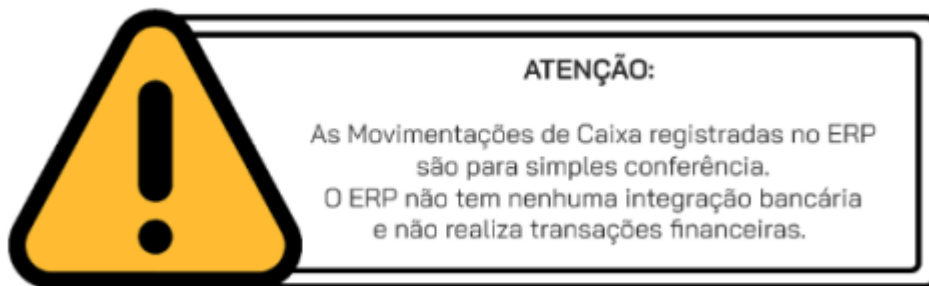 ATENÇÃO:
As Movimentações de Caixa registradas no ERP
são para simples conferência.
O ERP não tem nenhuma integração bancária
e não realiza transações financeiras.